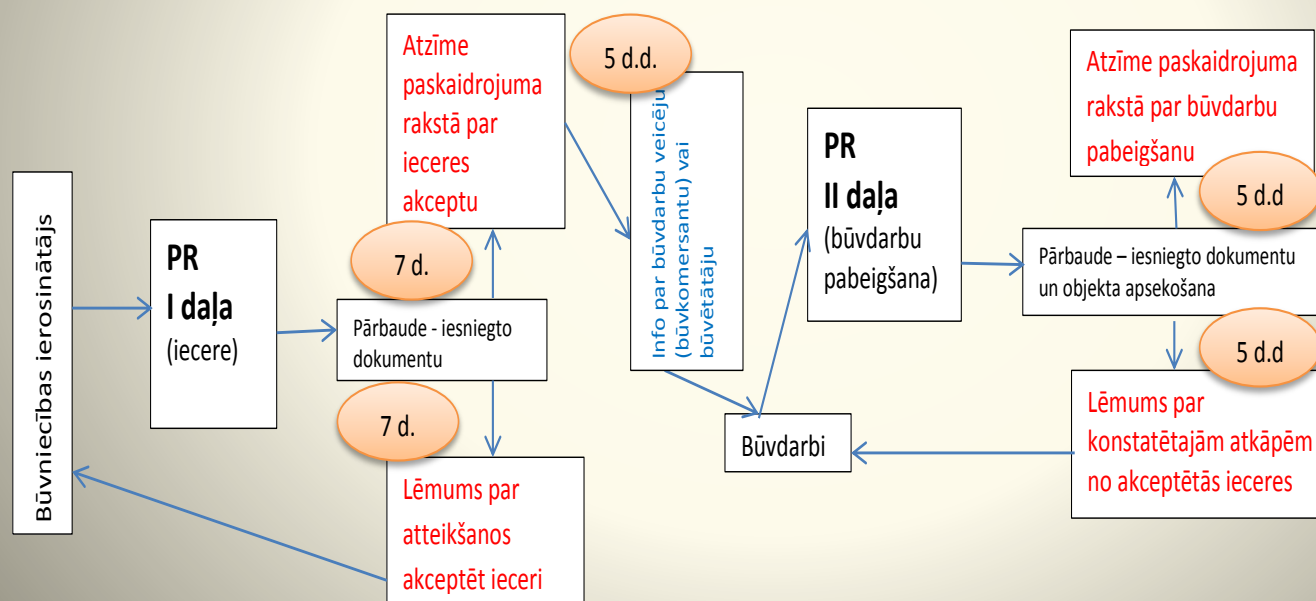 Būvniecības ierosinātājs
PR
I daļa
(iecere)
7 d.
Pārbaude - iesniegto
dokumentu
7 d.
Atzīme
paskaidrojuma
rakstā par
ieceres
akceptu
Lēmums par
atteikšanos
akceptēt ieceri
5 d.d.
Info par būvdarbu veicēju
(būvkomersantu) vai
būvētātāju
Būvdarbi
PR
II daļa
(būvdarbu
pabeigšana)
Atzīme paskaidrojuma
rakstā par būvdarbu
pabeigšanu
5 d.d
Pārbaude – iesniegto dokumentu
un objekta apsekošana
5 d.d
Lēmums par
konstatētajām atkāpēm
no akceptētās ieceres